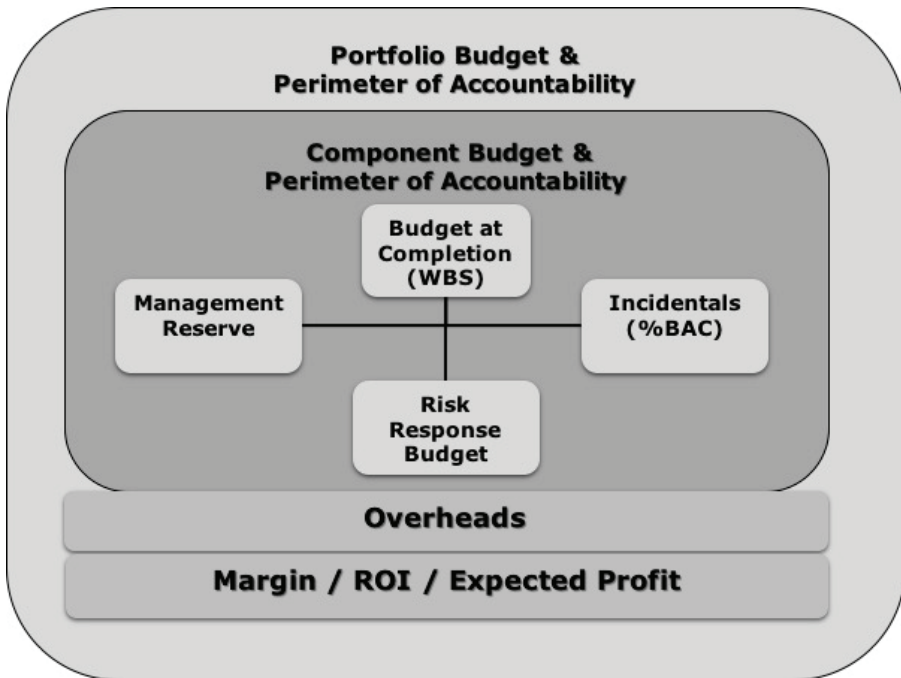 Portfolio Budget &
Perimeter of Accountability
Component Budget &
Perimeter of Accountability
Budget at
Completion
(WBS)
Management
Reserve
Incidentals
(%BAC)
Risk
Response
Budget
Overheads
Margin / ROI / Expected Profit